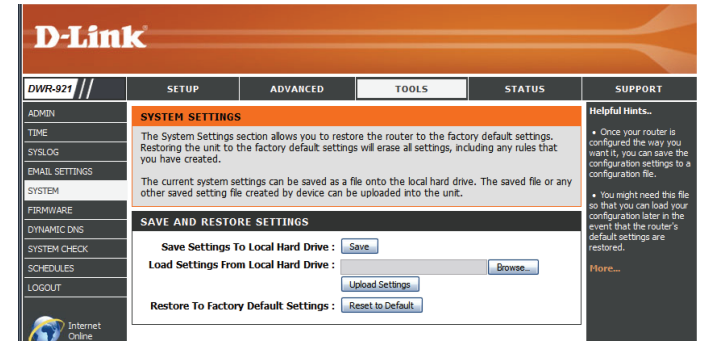 D-Link
DWR-921
SETUP
ADVANCED
TOOLS
STATUS
SUPPORT
ADMIN
TIME
SYSLOG
EMAIL SETTINGS
SYSTEM
FIRMWARE
DYNAMIC DNS
SYSTEM CHECK
SCHEDULES
LOGOUT
Internet
Online
SYSTEM SETTINGS
The System Settings section allows you to restore the router to the factory default settings.
Restoring the unit to the factory default settings will erase all settings, including any rules that
you have created.
The current system settings can be saved as a file onto the local hard drive. The saved file or any
other saved setting file created by device can be uploaded into the unit.
SAVE AND RESTORE SETTINGS
Save Settings To Local Hard Drive : Save
Load Settings From Local Hard Drive : Browse...
Upload Settings
Restore To Factory Default Settings : Reset to Default
Helpful Hints..
• Once your router is
configured the way you
want it, you can save the
configuration settings to a
configuration file.
• You might need this file
so that you can load your
configuration later in the
event that the router's
default settings are
restored.
More...